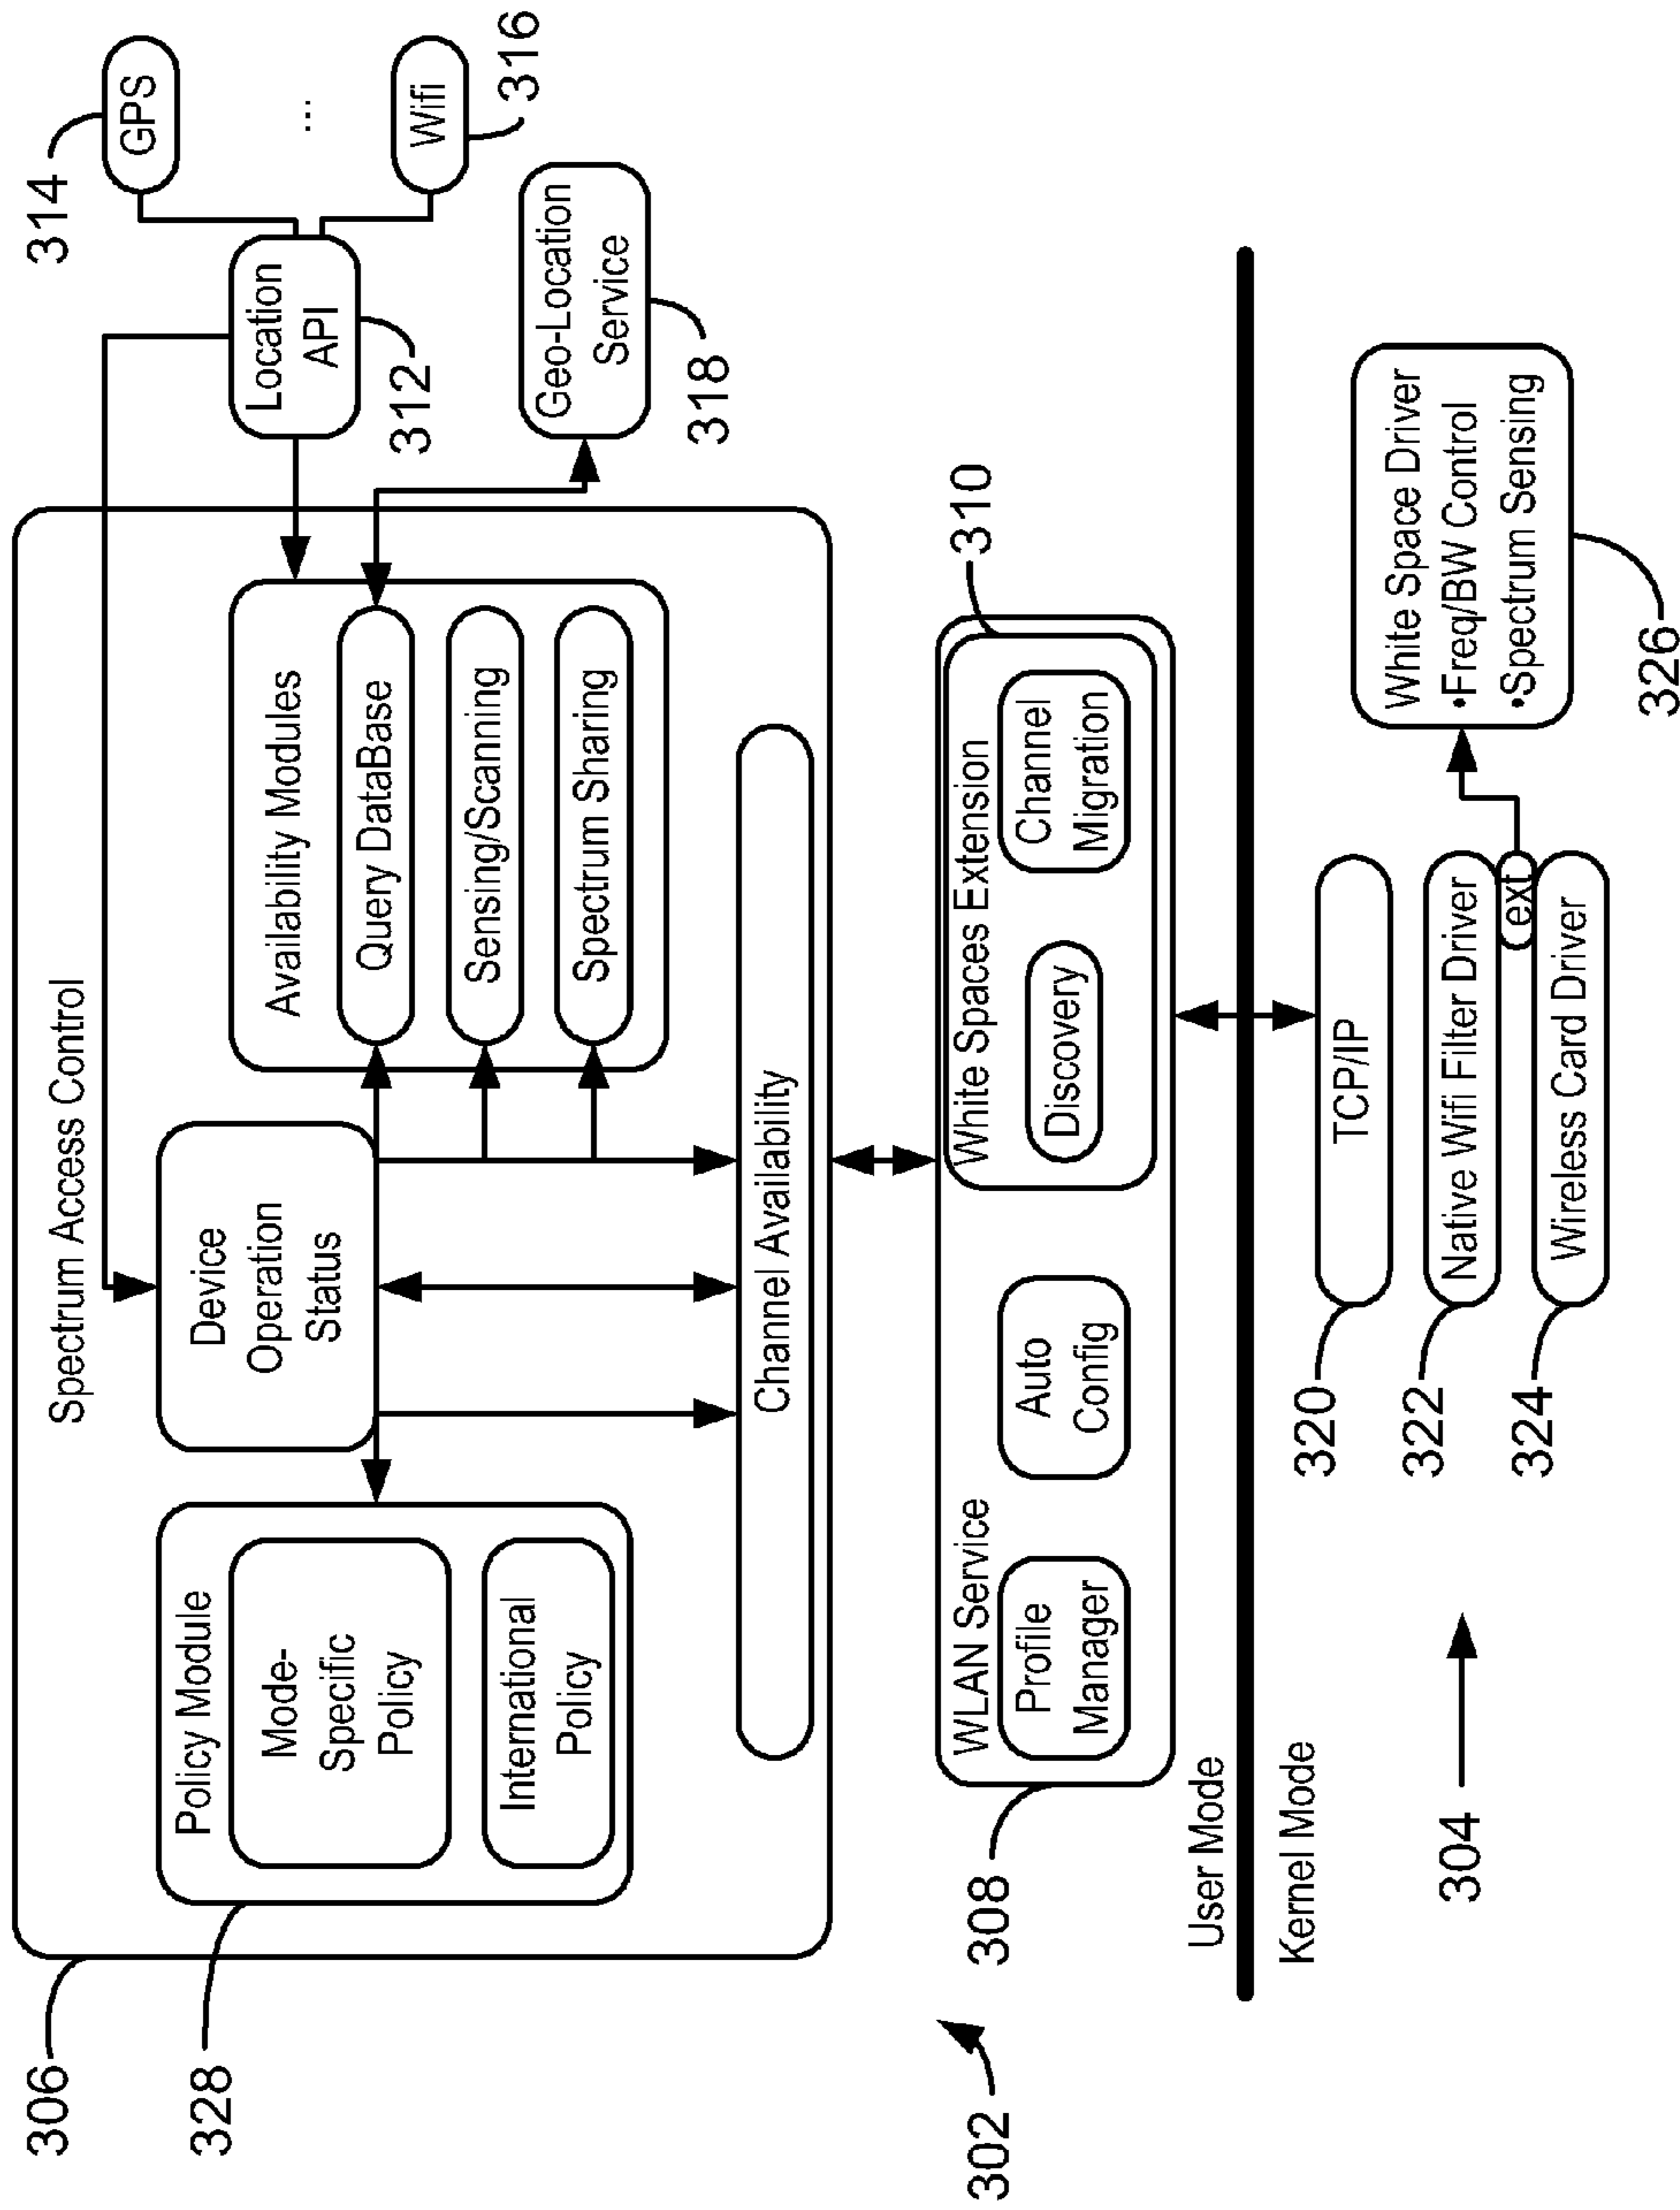 306
Spectrum Access Control
328
Policy Module
Mode-
Specific
Policy
International
Policy
Device
Operation
Status
Availability Modules
Query DataBase
Sensing/Scanning
Spectrum Sharing
Channel Availability
314
GPS
...
Wifi
316
Location
API
312
Geo-Location
Service
318
302
308
WLAN Service
Profile
Manager
Auto
Config
310
White Spaces Extension
Discovery
Channel
Migration
User Mode
Kernel Mode
304
320
TCP/IP
322
Native Wifi Filter Driver
ext
324
Wireless Card Driver
White Space Driver
•Freq/BW Control
•Spectrum Sensing
326